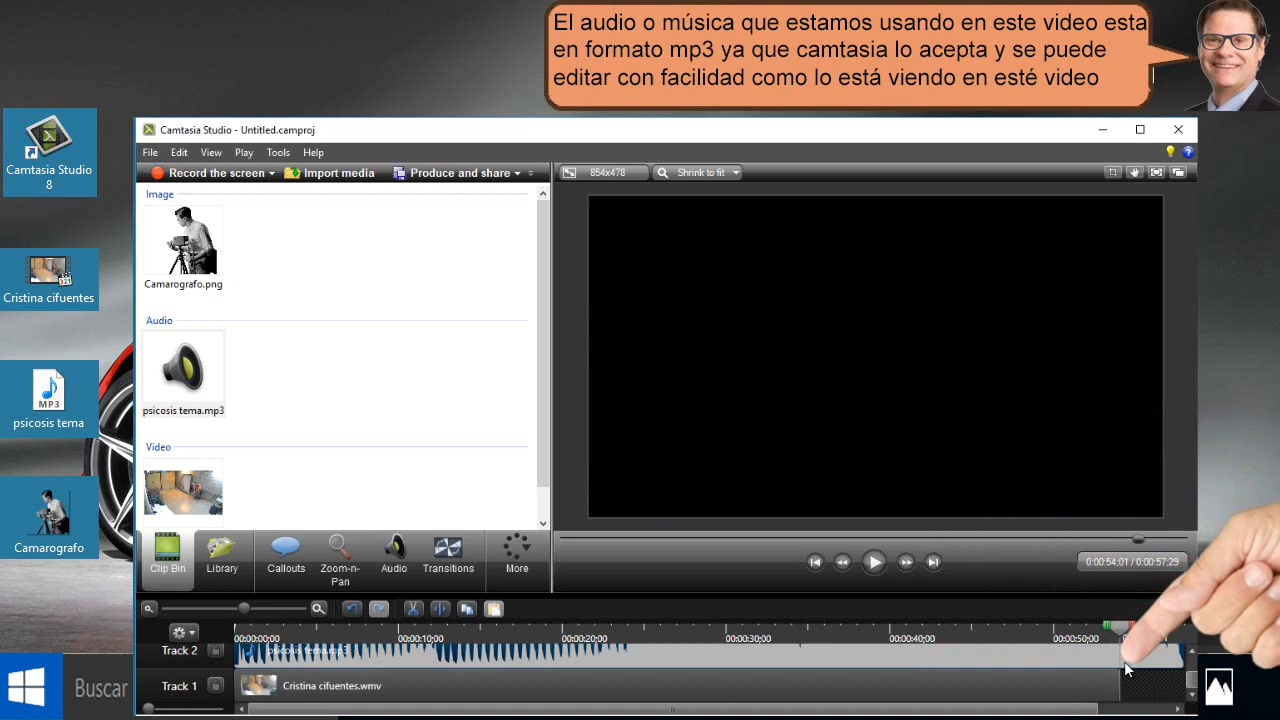 El audio o música que estamos usando en este video esta
en formato mp3 ya que camtasia lo acepta y se puede
editar con facilidad como lo está viendo en esté video
Camtasia Studio
8
Cristina cifuentes
MP3
psicosis tema
Camarografo
Camtasia Studio - Untitled.camproj
File Edit View Play Tools Help
Record the screen Import media Produce and share
854x478 Shrink to fit
Image
Camarografo.png
Audio
psicosis tema.mp3
Video
Clip Bin Library Callouts Zoom-n-Pan Audio Transitions More
0:00:54;01 / 0:00:57;29
00:00:00;00 00:00:10;00 00:00:20;00 00:00:30;00 00:00:40;00 00:00:50;00
Track 2 psicosis tema.mp3
Track 1 Cristina cifuentes.wmv
Buscar